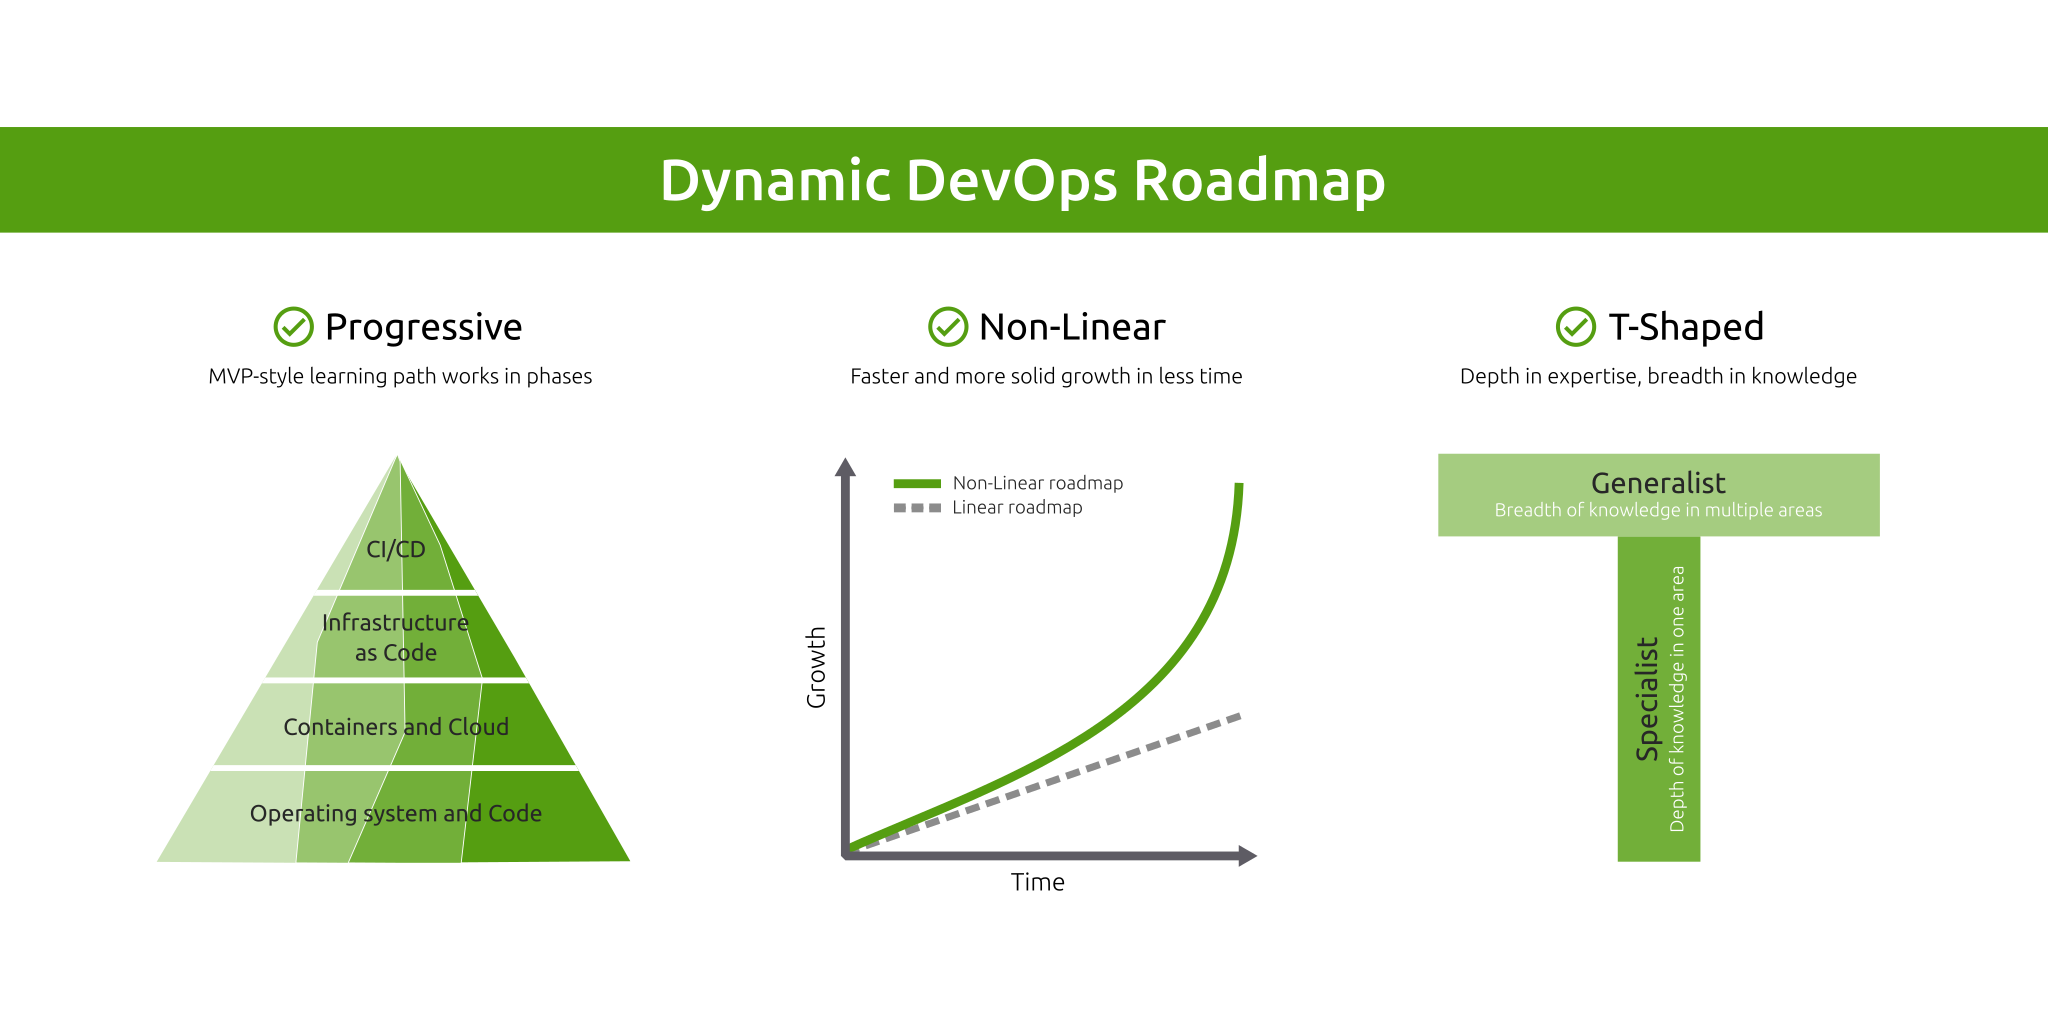 Dynamic DevOps Roadmap
Progressive
MVP-style learning path works in phases
CI/CD
Infrastructure
as Code
Containers and Cloud
Operating system and Code
Non-Linear
Faster and more solid growth in less time
Non-Linear roadmap
Linear roadmap
Growth
Time
T-Shaped
Depth in expertise, breadth in knowledge
Generalist
Breadth of knowledge in multiple areas
Specialist
Depth of knowledge in one area